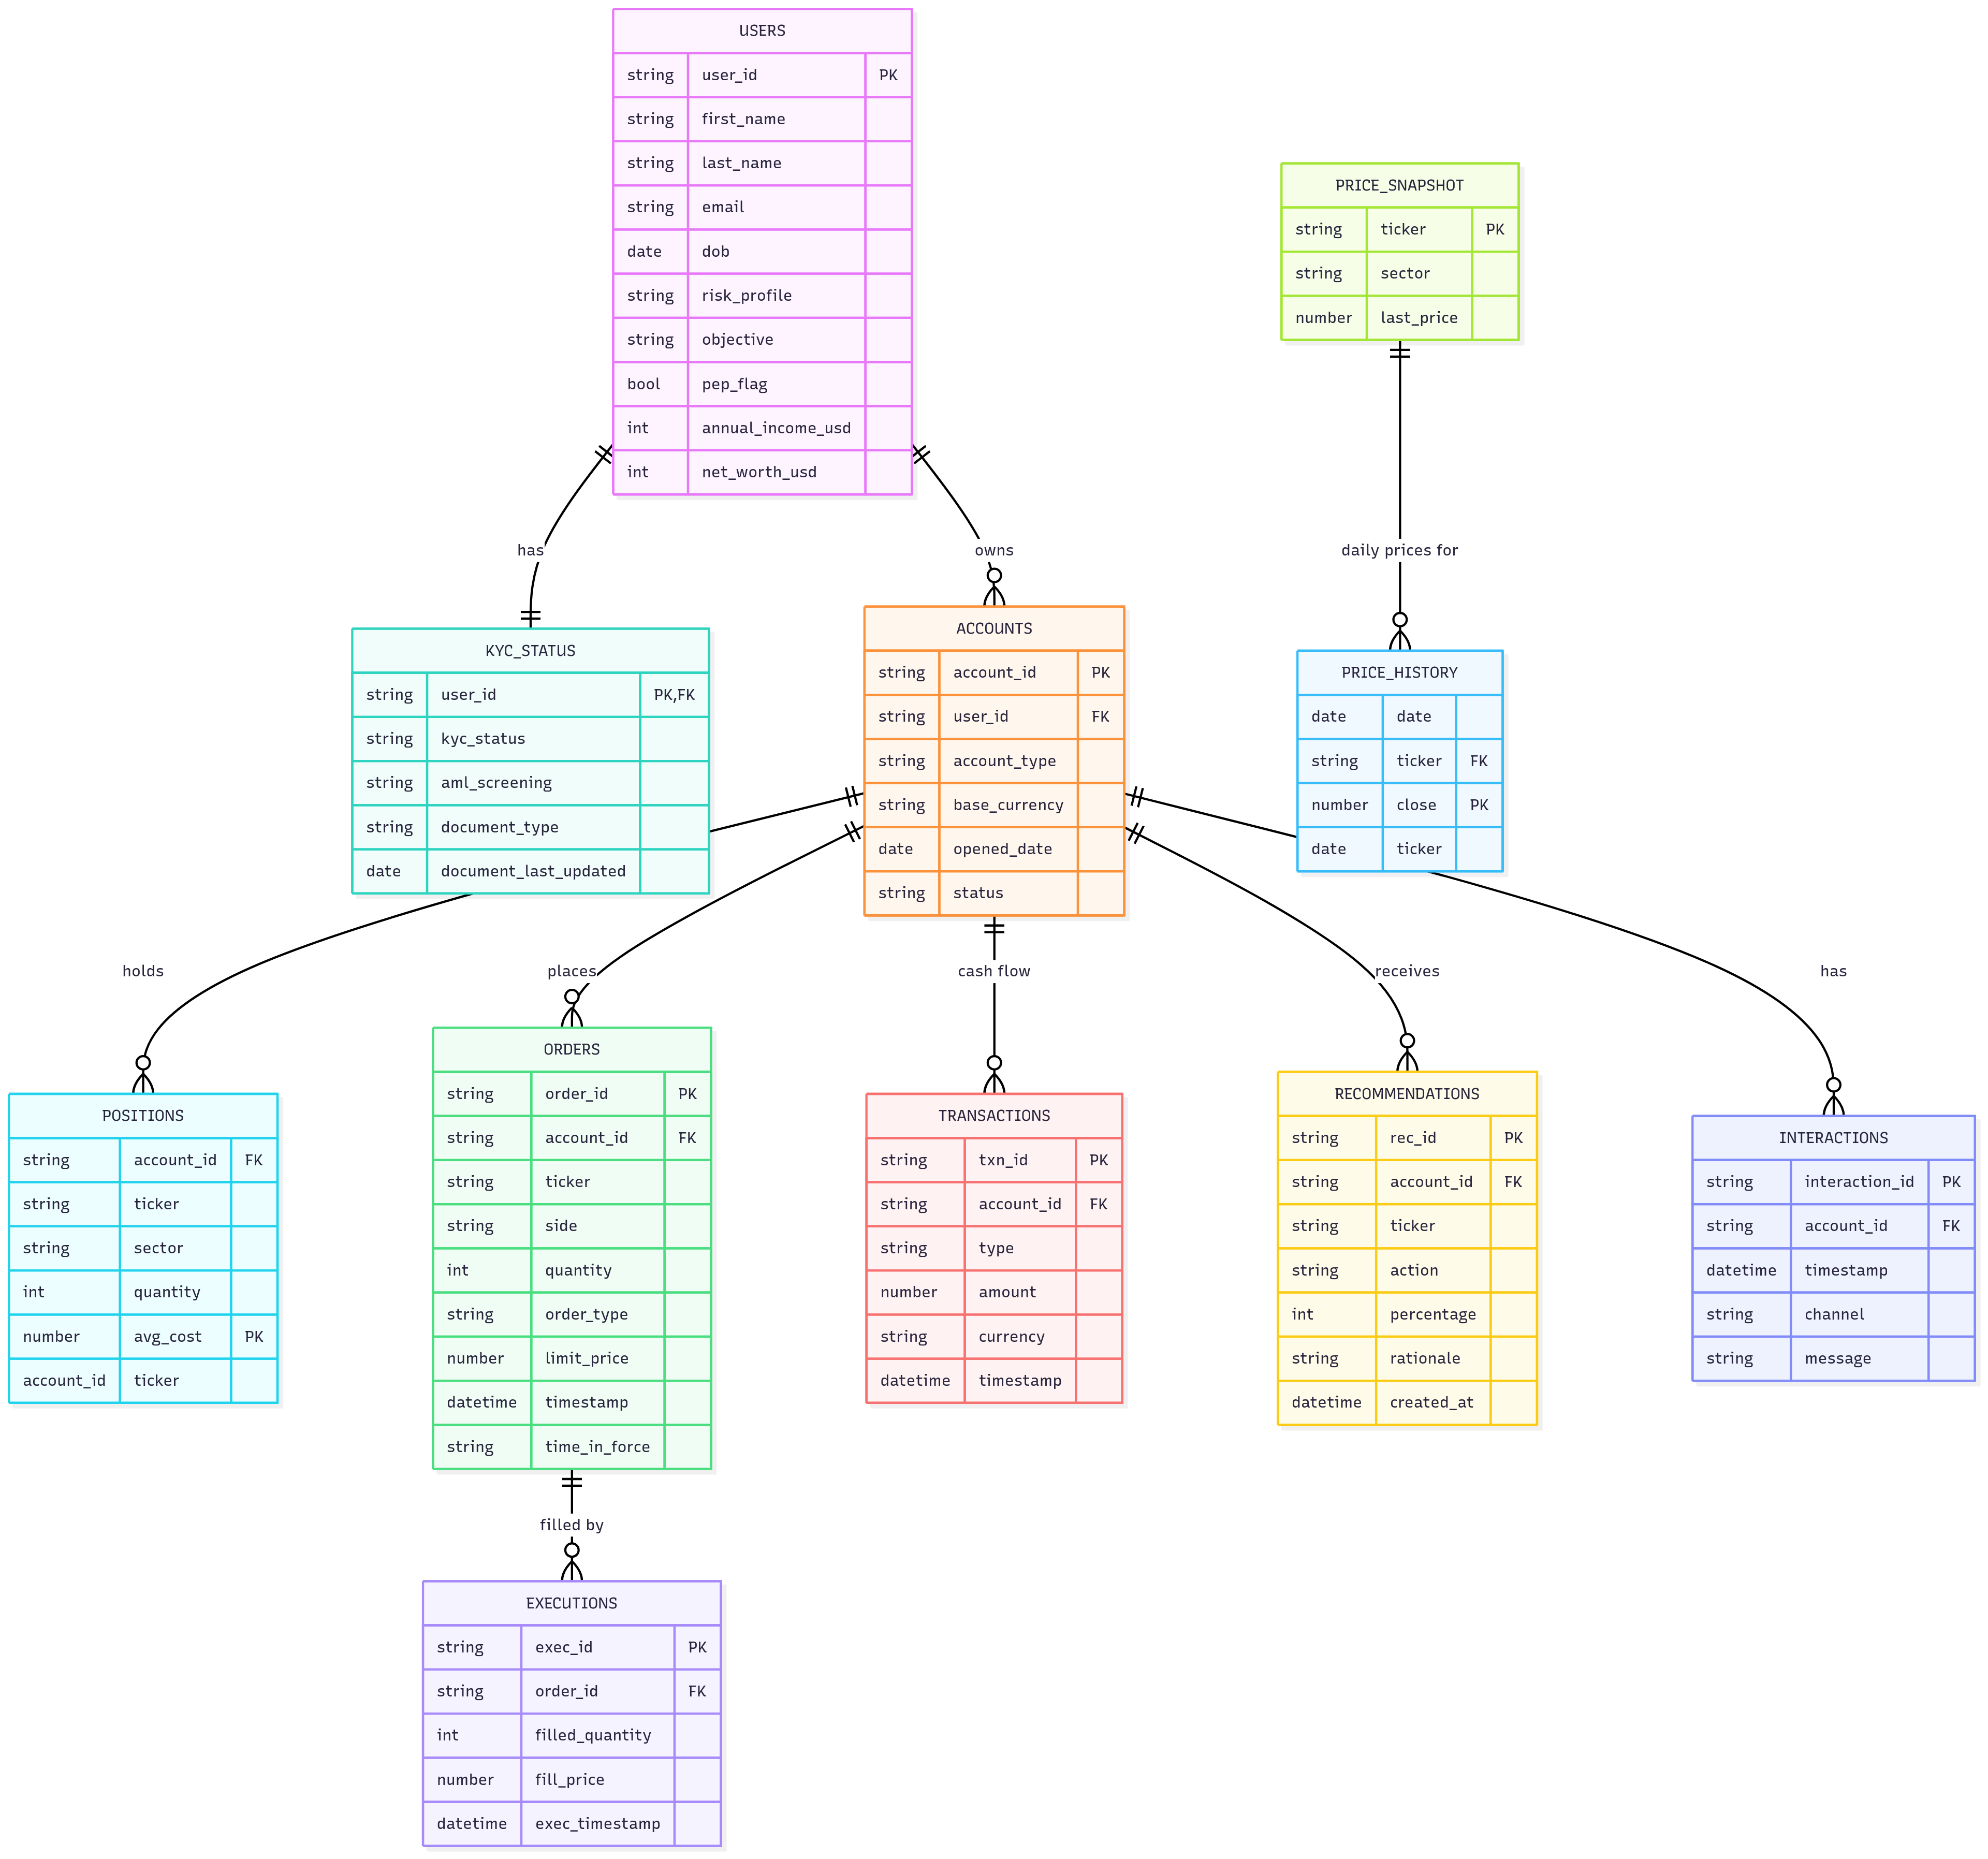 USERS
string user_id PK
string first_name
string last_name
string email
date dob
string risk_profile
string objective
bool pep_flag
int annual_income_usd
int net_worth_usd
PRICE_SNAPSHOT
string ticker PK
string sector
number last_price
has
owns
daily prices for
KYC_STATUS
string user_id PK,FK
string kyc_status
string aml_screening
string document_type
date document_last_updated
ACCOUNTS
string account_id PK
string user_id FK
string account_type
string base_currency
date opened_date
string status
PRICE_HISTORY
date date
string ticker FK
number close PK
date ticker
holds
places
cash flow
receives
has
POSITIONS
string account_id FK
string ticker
string sector
int quantity
number avg_cost PK
account_id ticker
ORDERS
string order_id PK
string account_id FK
string ticker
string side
int quantity
string order_type
number limit_price
datetime timestamp
string time_in_force
TRANSACTIONS
string txn_id PK
string account_id FK
string type
number amount
string currency
datetime timestamp
RECOMMENDATIONS
string rec_id PK
string account_id FK
string ticker
string action
int percentage
string rationale
datetime created_at
INTERACTIONS
string interaction_id PK
string account_id FK
datetime timestamp
string channel
string message
filled by
EXECUTIONS
string exec_id PK
string order_id FK
int filled_quantity
number fill_price
datetime exec_timestamp